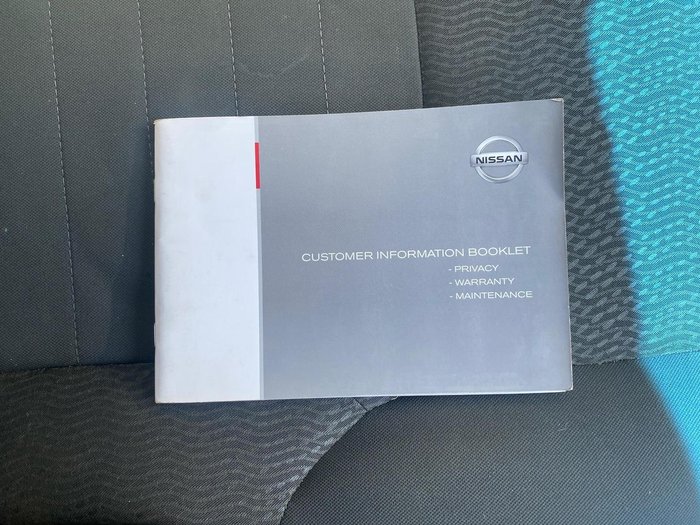 NISSAN
CUSTOMER INFORMATION BOOKLET
- PRIVACY
- WARRANTY
- MAINTENANCE